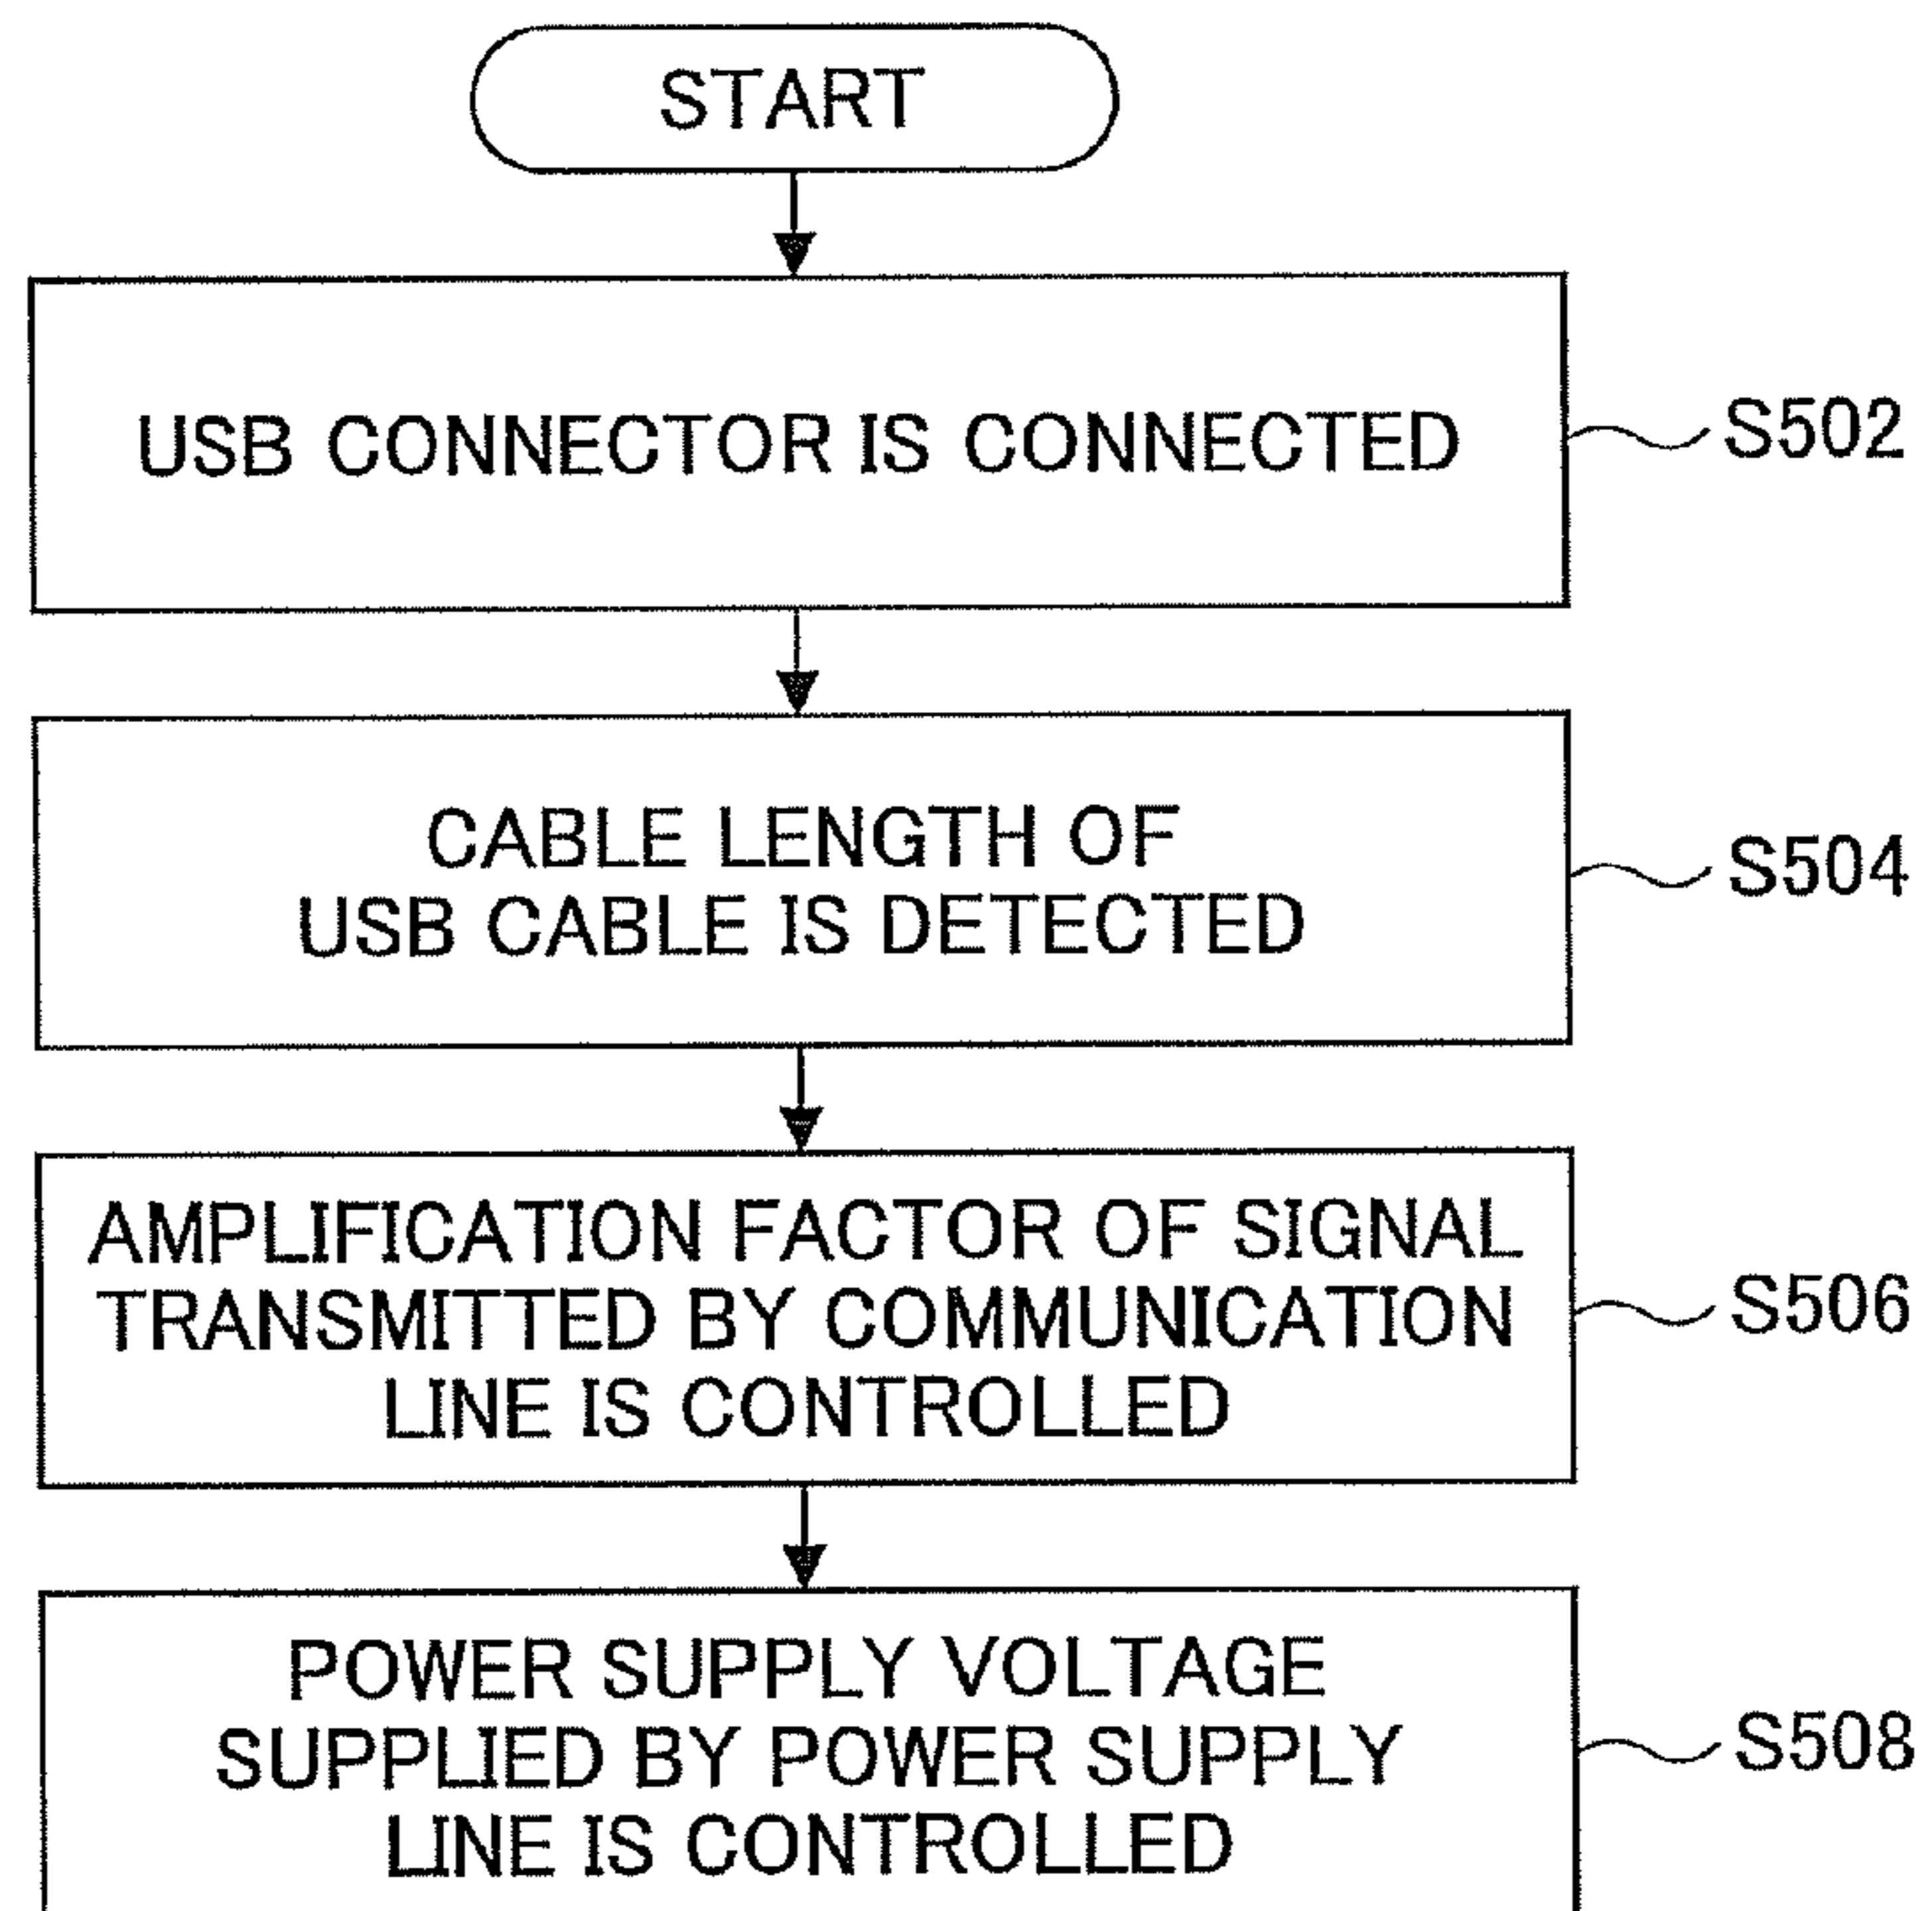 START
USB CONNECTOR IS CONNECTED
S502
CABLE LENGTH OF
USB CABLE IS DETECTED
S504
AMPLIFICATION FACTOR OF SIGNAL
TRANSMITTED BY COMMUNICATION
LINE IS CONTROLLED
S506
POWER SUPPLY VOLTAGE
SUPPLIED BY POWER SUPPLY
LINE IS CONTROLLED
S508